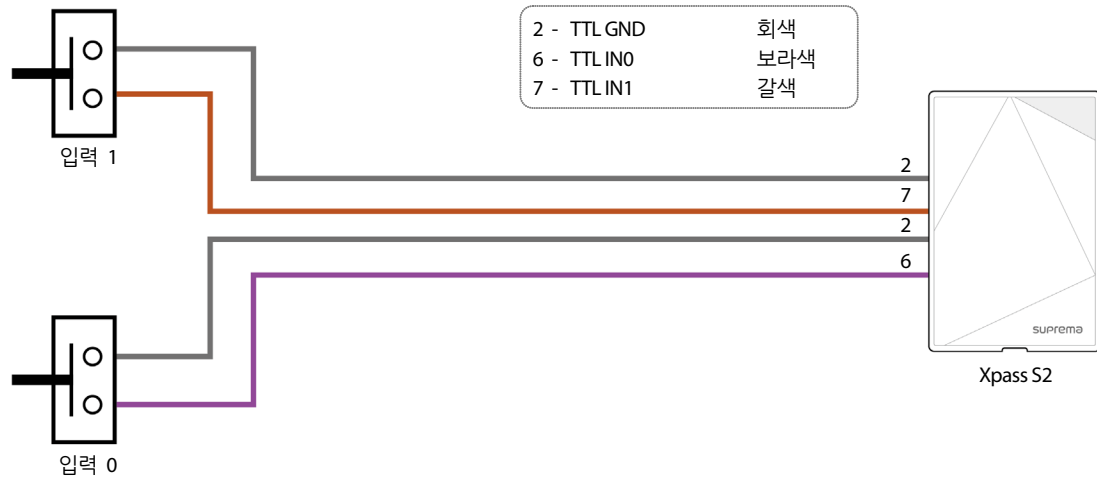 2 - TTL GND 회색
6 - TTL IN0 보라색
7 - TTL IN1 갈색
입력 1
2
7
2
6
suprema
Xpass S2
입력 0